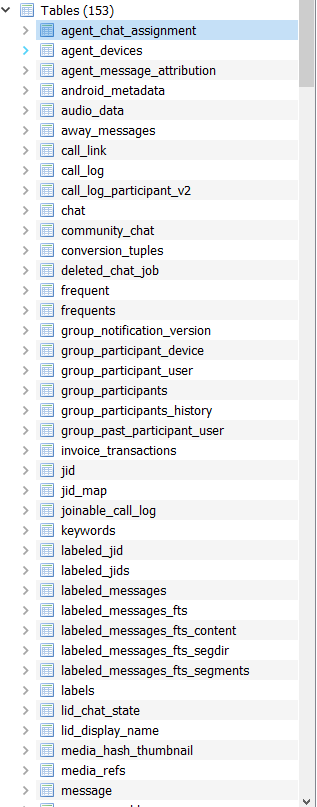 Tables (153)
agent_chat_assignment
agent_devices
agent_message_attribution
android_metadata
audio_data
away_messages
call_link
call_log
call_log_participant_v2
chat
community_chat
conversion_tuples
deleted_chat_job
frequent
frequents
group_notification_version
group_participant_device
group_participant_user
group_participants
group_participants_history
group_past_participant_user
invoice_transactions
jid
jid_map
joinable_call_log
keywords
labeled_jid
labeled_jids
labeled_messages
labeled_messages_fts
labeled_messages_fts_content
labeled_messages_fts_segdir
labeled_messages_fts_segments
labels
lid_chat_state
lid_display_name
media_hash_thumbnail
media_refs
message